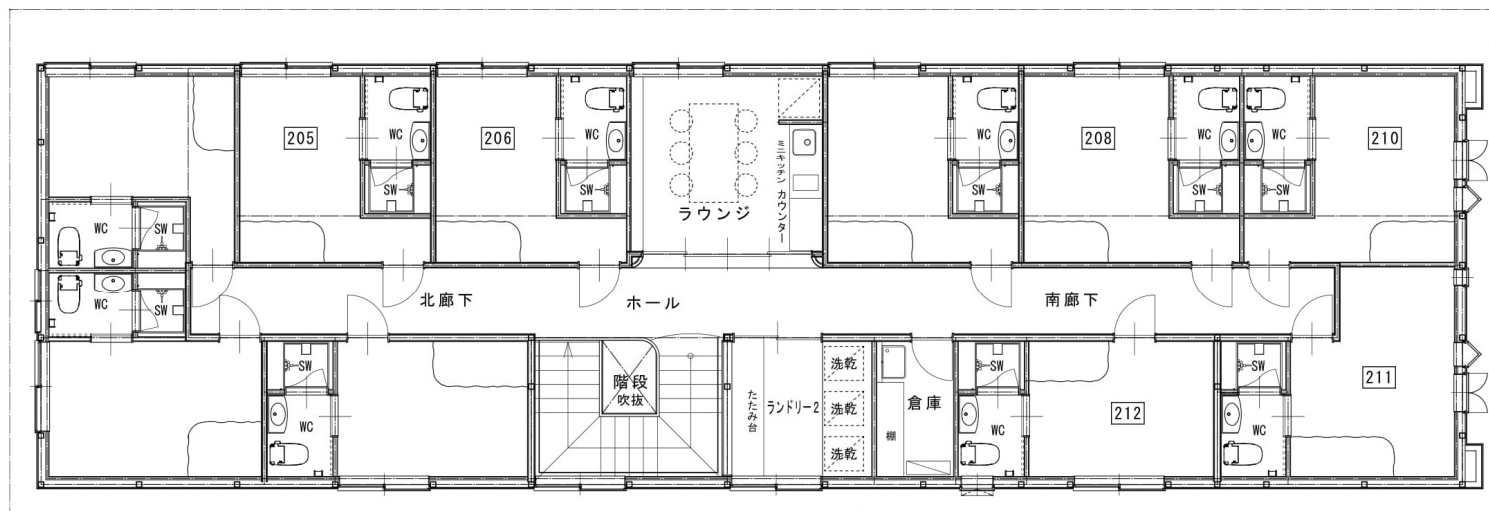 205
WC
SW
206
WC
SW
ラウンジ
ミニキッチン カウンター
WC
SW
208
WC
SW
WC
SW
210
WC
SW
WC
SW
北廊下
ホール
南廊下
SW
WC
階段
吹抜
たたみ台
ランドリー2
洗乾
洗乾
洗乾
倉庫
棚
SW
WC
212
SW
WC
211